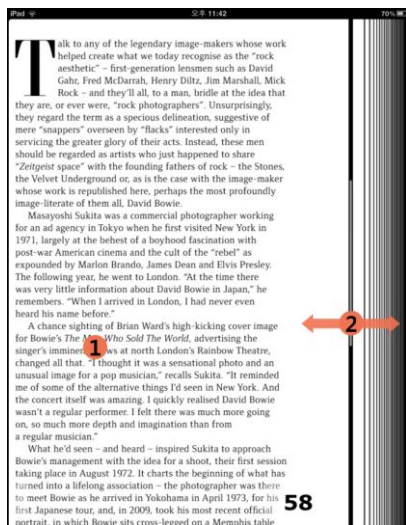 iPad
오후 11:42
70%
Talk to any of the legendary image-makers whose work
helped create what we today recognise as the "rock
aesthetic" – first-generation lensmen such as David
Gahr, Fred McDarrah, Henry Diltz, Jim Marshall, Mick
Rock – and they'll all, to a man, bridle at the idea that
they are, or ever were, "rock photographers". Unsurprisingly,
they regard the term as a specious delineation, suggestive of
mere "snappers" overseen by "flacks" interested only in
servicing the greater glory of their acts. Instead, these men
should be regarded as artists who just happened to share
"Zeitgeist space" with the founding fathers of rock – the Stones,
the Velvet Underground or, as is the case with the image-maker
whose work is republished here, perhaps the most profoundly
image-literate of them all, David Bowie.
Masayoshi Sukita was a commercial photographer working
for an ad agency in Tokyo when he first visited New York in
1971, largely at the behest of a boyhood fascination with
post-war American cinema and the cult of the "rebel" as
expounded by Marlon Brando, James Dean and Elvis Presley.
The following year, he went to London. "At the time there
was very little information about David Bowie in Japan," he
remembers. "When I arrived in London, I had never even
heard his name before."
2
A chance sighting of Brian Ward's high-kicking cover image
for Bowie's The Who Sold The World, advertising the
1
singer's imminent at north London's Rainbow Theatre,
changed all that. "I thought it was a sensational photo and an
unusual image for a pop musician," recalls Sukita. "It reminded
me of some of the alternative things I'd seen in New York. And
the concert itself was amazing. I quickly realised David Bowie
wasn't a regular performer. I felt there was much more going
on, so much more depth and imagination than from
a regular musician."
What he'd seen – and heard – inspired Sukita to approach
Bowie's management with the idea for a shoot, their first session
taking place in August 1972. It charts the beginning of what has
turned into a lifelong association – the photographer was there
to meet Bowie as he arrived in Yokohama in April 1973, for his
first Japanese tour, and, in 2009, took his most recent official
58
portrait, in which Bowie sits cross-legged on a Memphis table